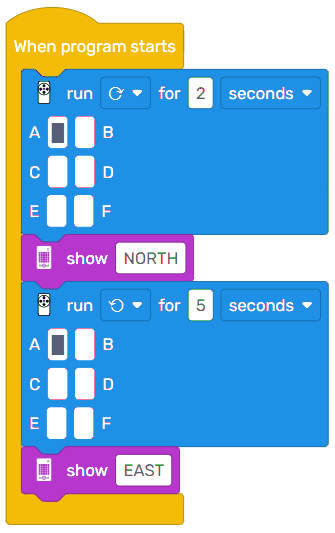 When program starts
run for 2 seconds
A B
C D
E F
show NORTH
run for 5 seconds
A B
C D
E F
show EAST